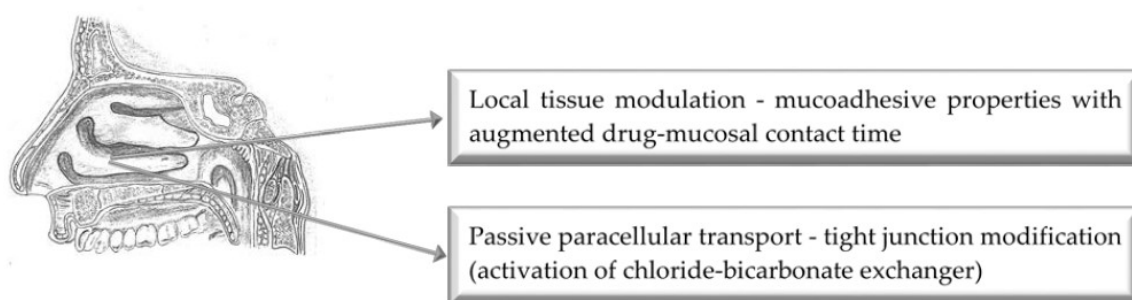 Local tissue modulation - mucoadhesive properties with
augmented drug-mucosal contact time
Passive paracellular transport - tight junction modification
(activation of chloride-bicarbonate exchanger)